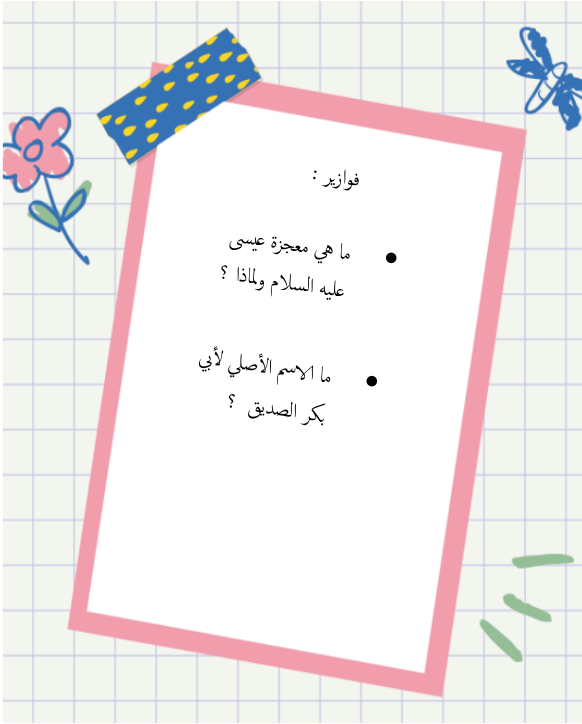 فوازير :
ما هي معجزة عيسى
عليه السلام ولماذا ؟
ما الاسم الأصلي لأبي
بكر الصديق ؟